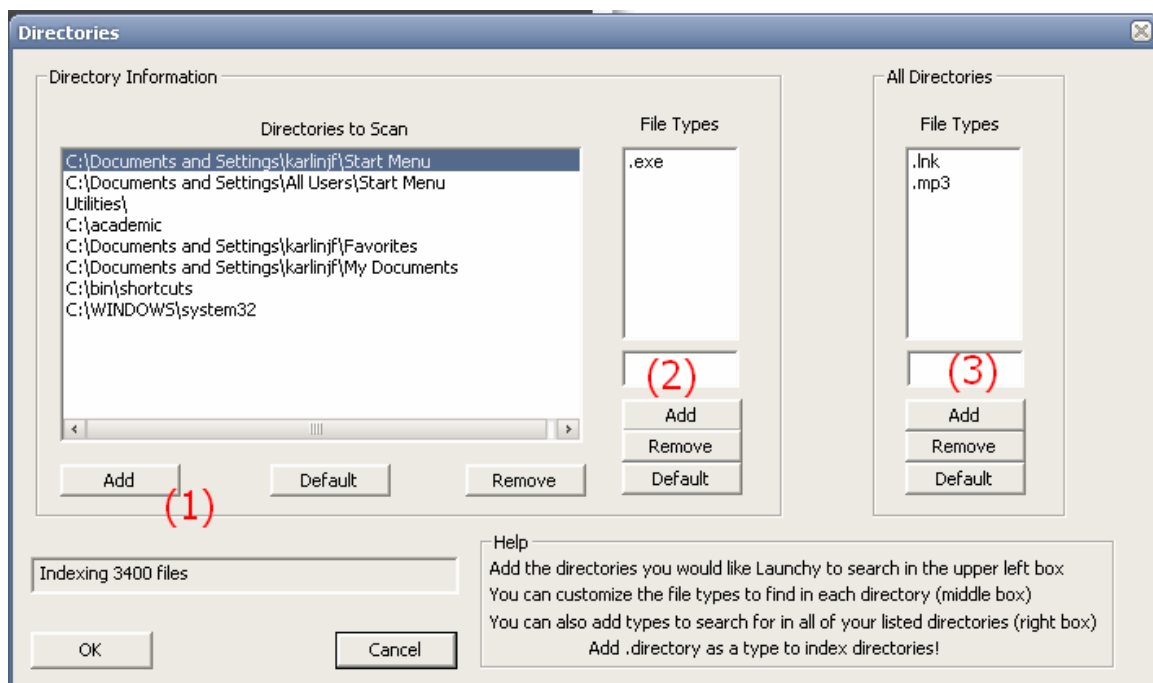 Directories
Directory Information
Directories to Scan
C:\Documents and Settings\karlinjf\Start Menu
C:\Documents and Settings\All Users\Start Menu
Utilities\
C:\academic
C:\Documents and Settings\karlinjf\Favorites
C:\Documents and Settings\karlinjf\My Documents
C:\bin\shortcuts
C:\WINDOWS\system32
Add
Default
Remove
(1)
File Types
.exe
(2)
Add
Remove
Default
All Directories
File Types
.lnk
.mp3
(3)
Add
Remove
Default
Indexing 3400 files
OK
Cancel
Help
Add the directories you would like Launchy to search in the upper left box
You can customize the file types to find in each directory (middle box)
You can also add types to search for in all of your listed directories (right box)
Add .directory as a type to index directories!